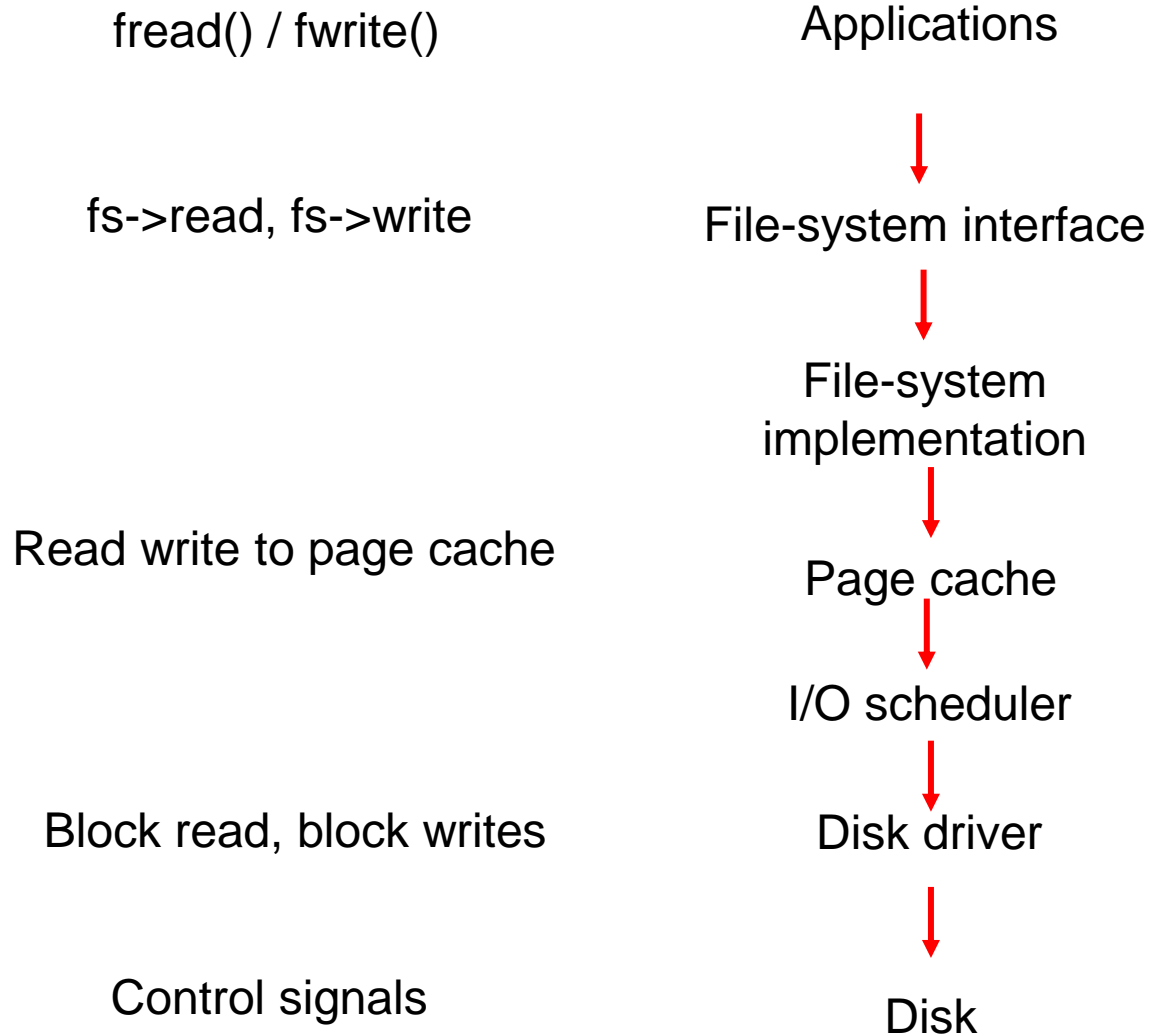 fread() / fwrite()
Applications
fs->read, fs->write
File-system interface
File-system
implementation
Read write to page cache
Page cache
I/O scheduler
Block read, block writes
Disk driver
Control signals
Disk